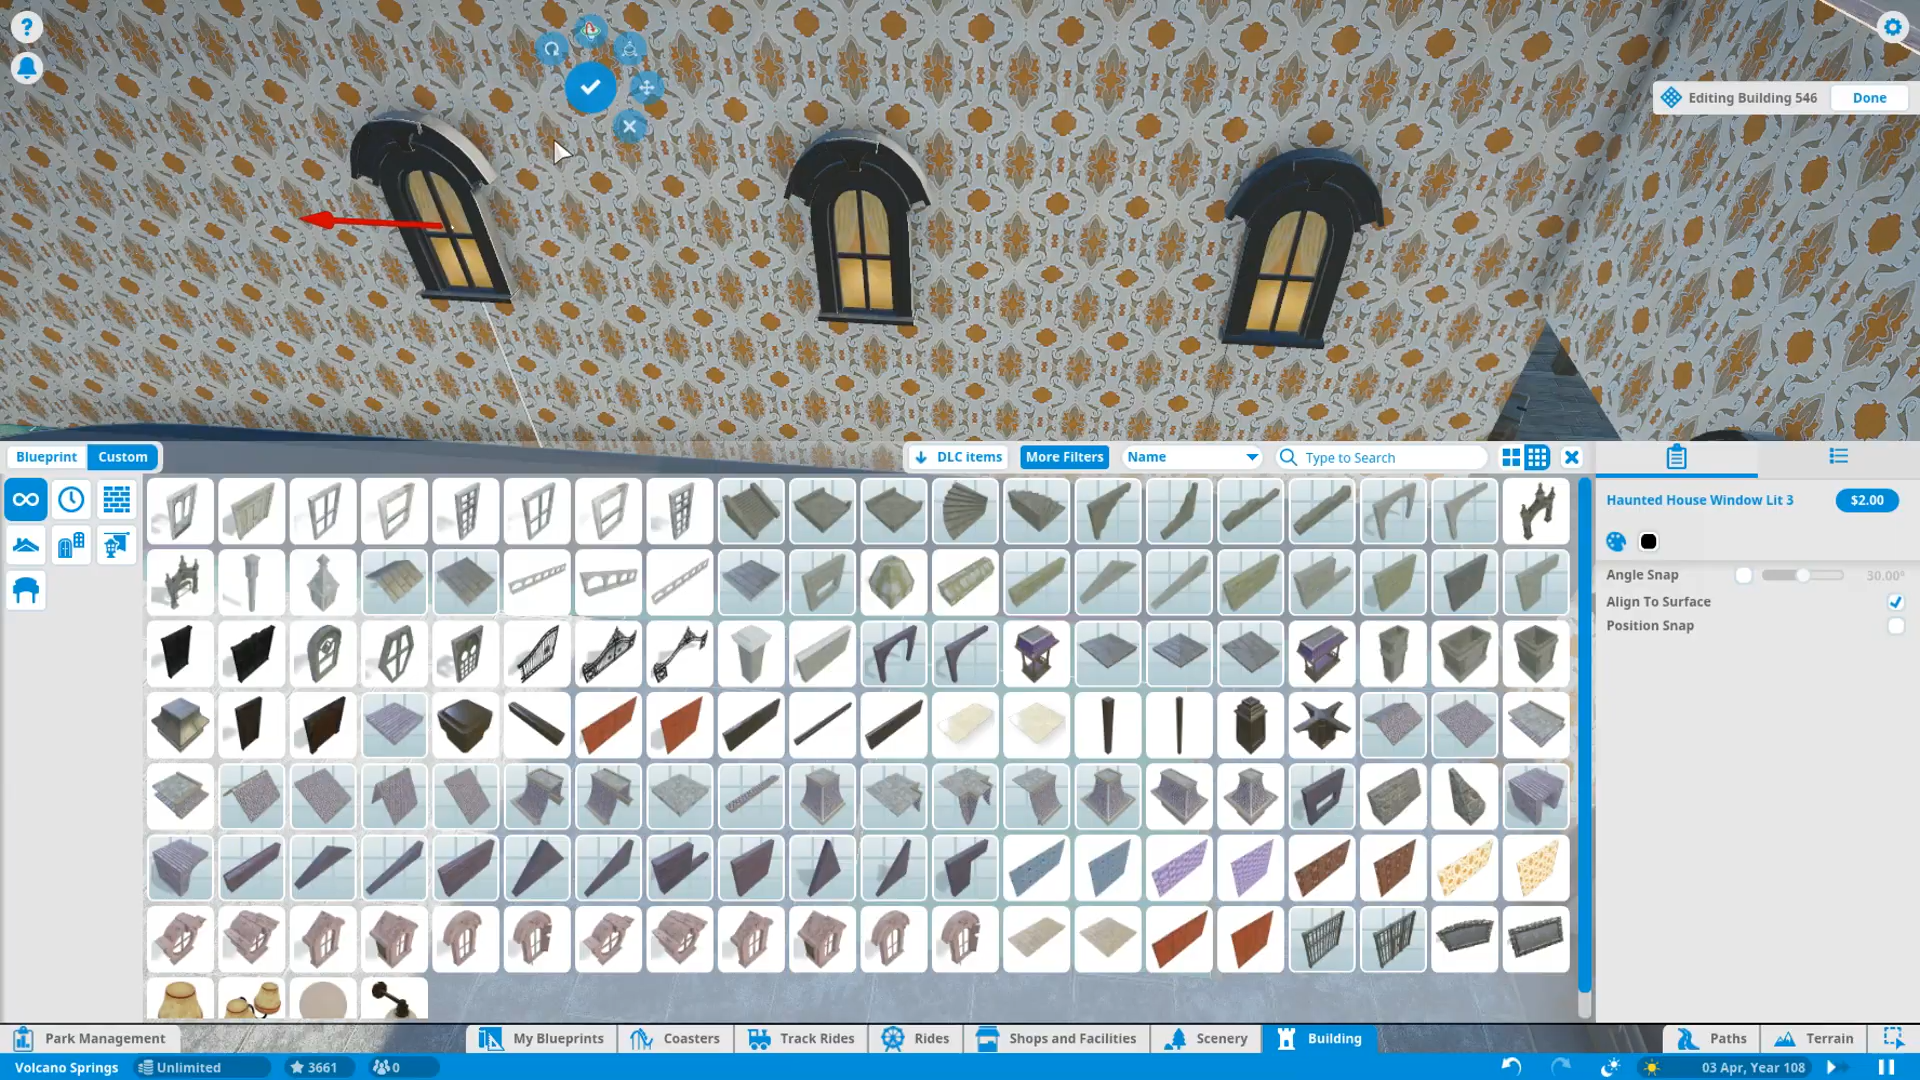 ?
Editing Building 546
Done
Blueprint
Custom
DLC items
More Filters
Name
Type to Search
Haunted House Window Lit 3
$2.00
Angle Snap
30.00°
Align To Surface
Position Snap
Park Management
My Blueprints
Coasters
Track Rides
Rides
Shops and Facilities
Scenery
Building
Paths
Terrain
Volcano Springs
Unlimited
3661
0
03 Apr, Year 108